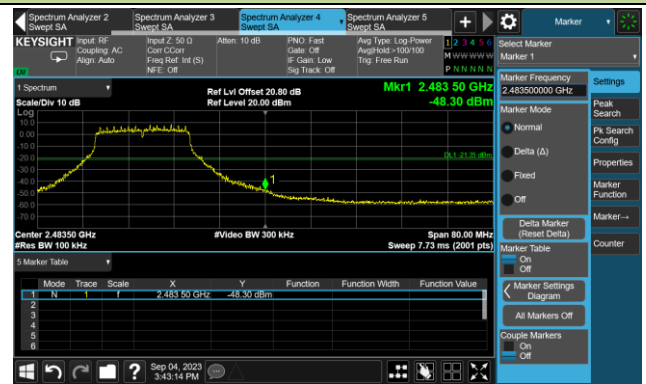 Spectrum Analyzer 2
Swept SA
Spectrum Analyzer 3
Swept SA
Spectrum Analyzer 4
Swept SA
Spectrum Analyzer 5
Swept SA
+
Marker
KEYSIGHT
Input: RF
Coupling: AC
Align: Auto
Input Z: 50 Ω
Corr CCorr
Freq Ref: Int (S)
NFE: Off
Atten: 10 dB
PNO: Fast
Gate: Off
IF Gain: Low
Sig Track: Off
Avg Type: Log-Power
Avg|Hold:>100/100
Trig: Free Run
1 2 3 4 5 6
M W W W W W
P N N N N N
Select Marker
Marker 1
1 Spectrum
Scale/Div 10 dB
Log
Ref Lvl Offset 20.80 dB
Ref Level 20.00 dBm
Mkr1 2.483 50 GHz
-48.30 dBm
10.0
0.00
-10.0
-20.0
-30.0
-40.0
-50.0
-60.0
-70.0
DL1 -21.35 dBm
1
Center 2.48350 GHz
#Res BW 100 kHz
#Video BW 300 kHz
Span 80.00 MHz
Sweep 7.73 ms (2001 pts)
5 Marker Table
Mode Trace Scale X Y Function Function Width Function Value
1 N 1 f 2.483 50 GHz -48.30 dBm
2
3
4
5
6
Marker Frequency
2.483500000 GHz
Marker Mode
Normal
Delta (Δ)
Fixed
Off
Delta Marker
(Reset Delta)
Marker Table
On
Off
Marker Settings
Diagram
All Markers Off
Couple Markers
On
Off
Settings
Peak
Search
Pk Search
Config
Properties
Marker
Function
Marker→
Counter
?
Sep 04, 2023
3:43:14 PM